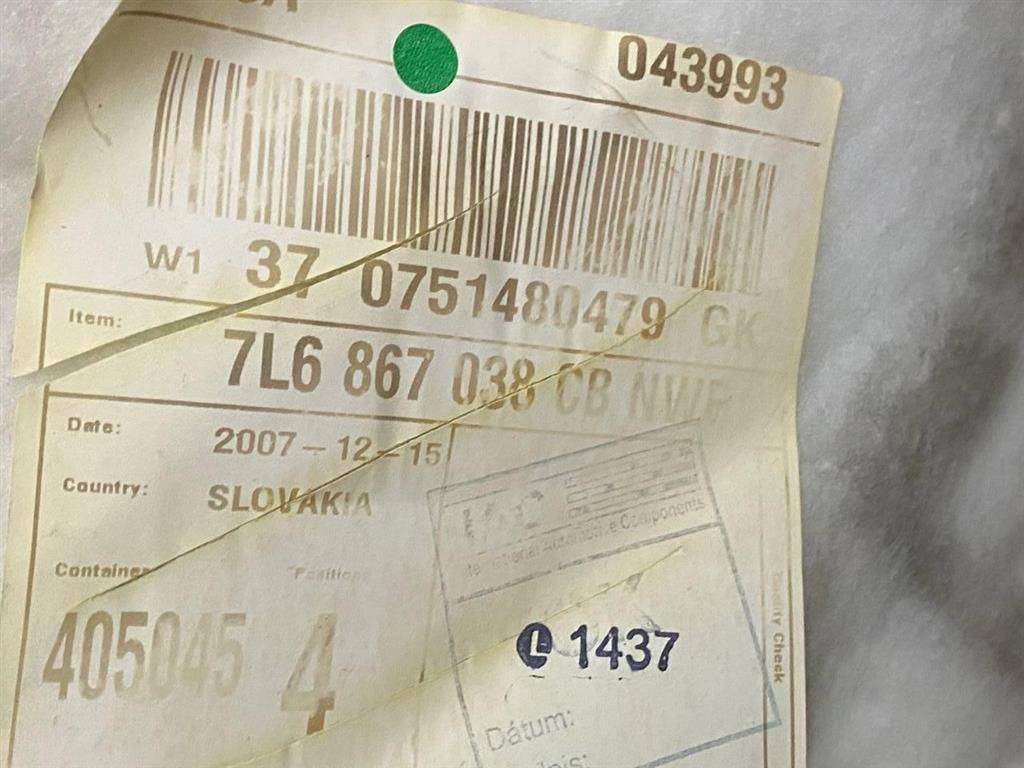 043993
W1 37 0751480479 GK
Item:
7L6 867 038 CB NWF
Date:
2007-12-15
Country:
SLOVAKIA
International Automotive Components
Container
Position
405045 4
L 1437
Quality Check
Dátum: